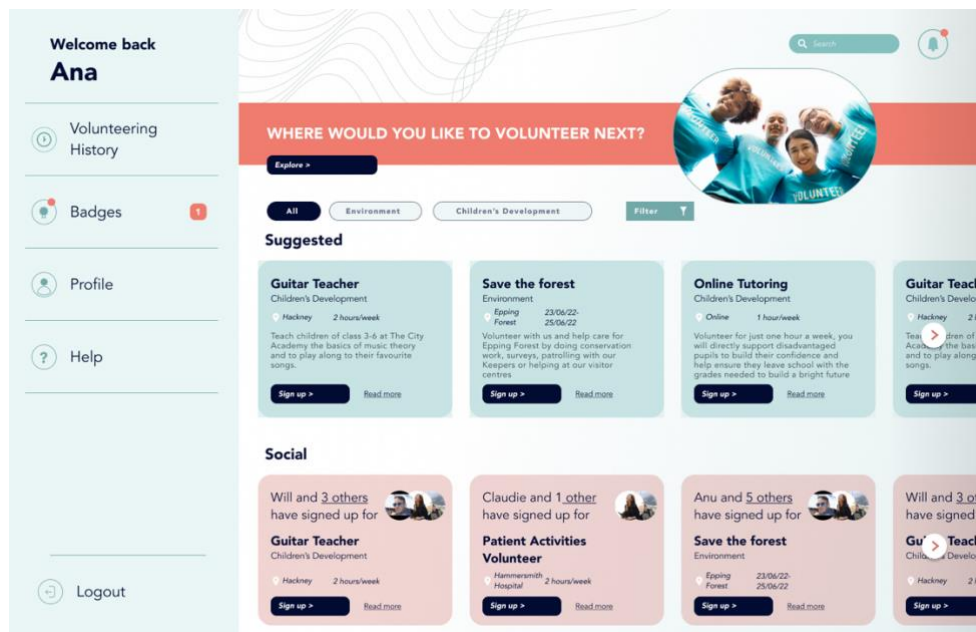 Welcome back
Ana
Volunteering
History
Badges
1
Profile
? Help
Logout
Search
WHERE WOULD YOU LIKE TO VOLUNTEER NEXT?
Explore >
VOLUNTEER
VOLUNTEER
All
Environment
Children's Development
Filter
Suggested
Guitar Teacher
Children's Development
Hackney 2 hours/week
Teach children of class 3-6 at The City
Academy the basics of music theory
and to play along to their favourite
songs.
Sign up > Read more
Save the forest
Environment
Epping 23/06/22-
Forest 25/06/22
Volunteer with us and help care for
Epping Forest by doing conservation
work, surveys, patrolling with our
Keepers or helping at our visitor
centres
Sign up > Read more
Online Tutoring
Children's Development
Online 1 hour/week
Volunteer for just one hour a week, you
will directly support disadvantaged
pupils to build their confidence and
help ensure they leave school with the
grades needed to build a bright future
Sign up > Read more
Guitar Teac
Children's Develo
Hackney 2
and to play along
songs.
Sign up >
Social
Will and 3 others
have signed up for
Guitar Teacher
Children's Development
Hackney 2 hours/week
Sign up > Read more
Claudie and 1 other
have signed up for
Patient Activities
Volunteer
Hammersmith
Hospital 2 hours/week
Sign up > Read more
Anu and 5 others
have signed up for
Save the forest
Environment
Epping 23/06/22-
Forest 25/06/22
Sign up > Read more
Will and 3 o
have signed
Hackney 2
Sign up >